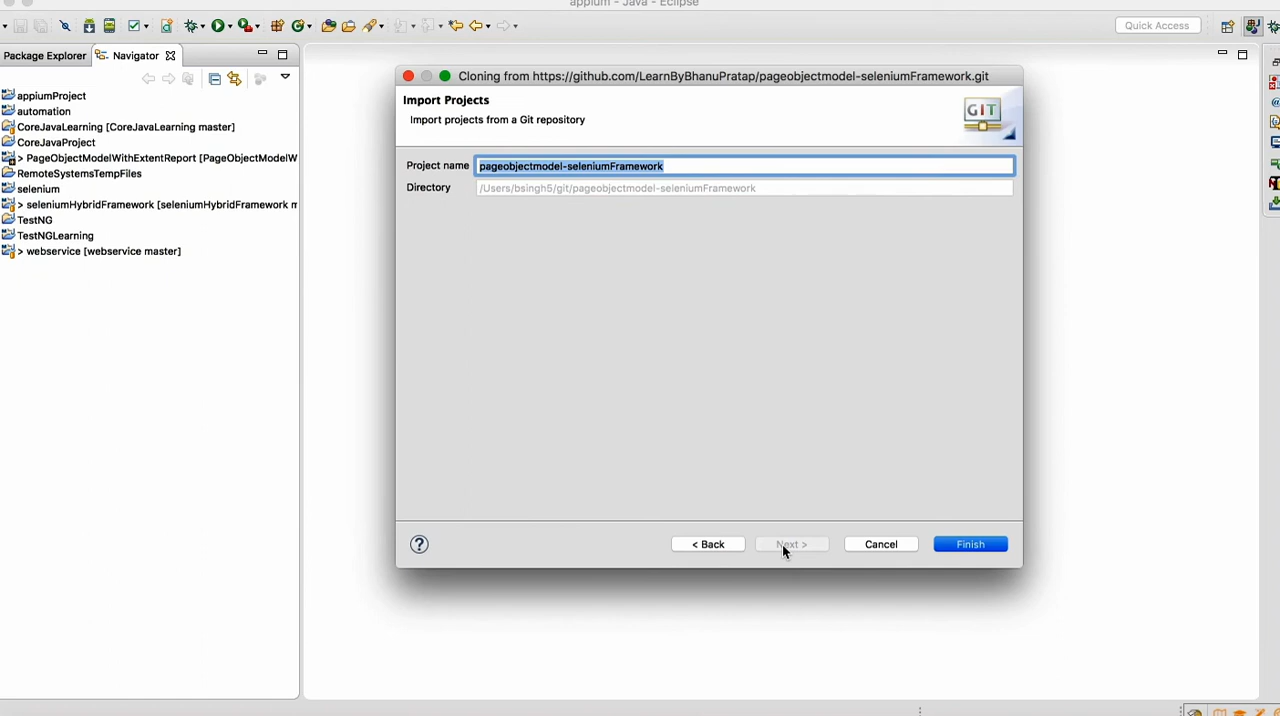 appium - Java - Eclipse
Quick Access
Package Explorer
Navigator
appiumProject
automation
CoreJavaLearning [CoreJavaLearning master]
CoreJavaProject
> PageObjectModelWithExtentReport [PageObjectModelW
RemoteSystemsTempFiles
selenium
> seleniumHybridFramework [seleniumHybridFramework m
TestNG
TestNGLearning
> webservice [webservice master]
Cloning from https://github.com/LearnByBhanuPratap/pageobjectmodel-seleniumFramework.git
Import Projects
Import projects from a Git repository
GIT
Project name pageobjectmodel-seleniumFramework
Directory /Users/bsingh5/git/pageobjectmodel-seleniumFramework
? < Back Next > Cancel Finish